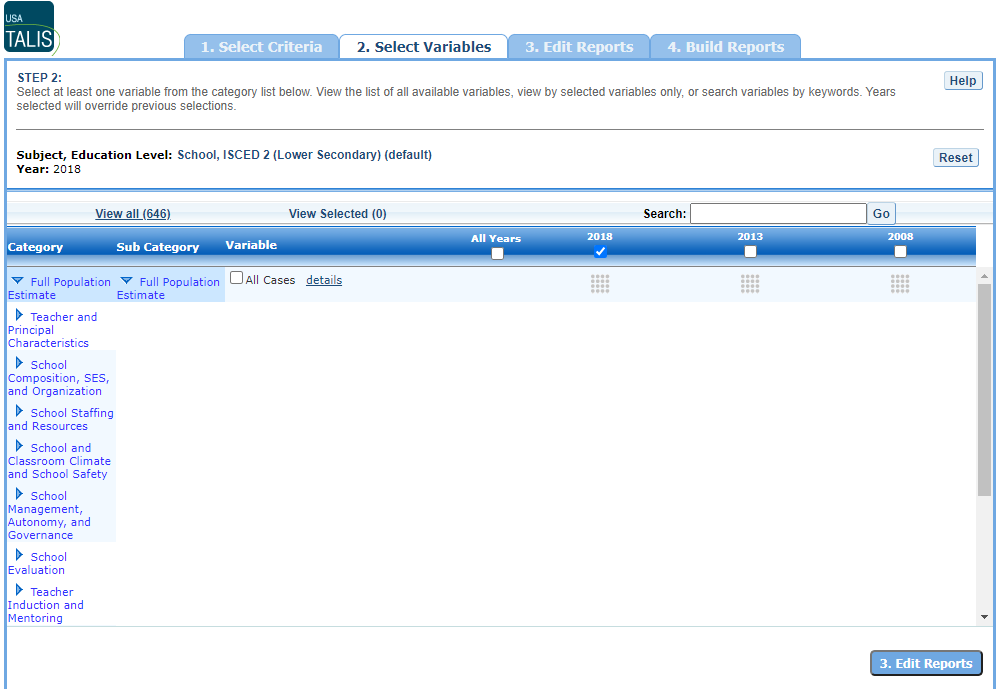 USA
TALIS
1. Select Criteria
2. Select Variables
3. Edit Reports
4. Build Reports
STEP 2:
Help
Select at least one variable from the category list below. View the list of all available variables, view by selected variables only, or search variables by keywords. Years
selected will override previous selections.
Subject, Education Level: School, ISCED 2 (Lower Secondary) (default)
Year: 2018
Reset
View all (646)
View Selected (0)
Search:
Go
Category
Sub Category
Variable
All Years
2018
2013
2008
Full Population
Estimate
Full Population
Estimate
All Cases details
Teacher and
Principal
Characteristics
School
Composition, SES,
and Organization
School Staffing
and Resources
School and
Classroom Climate
and School Safety
School
Management,
Autonomy, and
Governance
School
Evaluation
Teacher
Induction and
Mentoring
3. Edit Reports